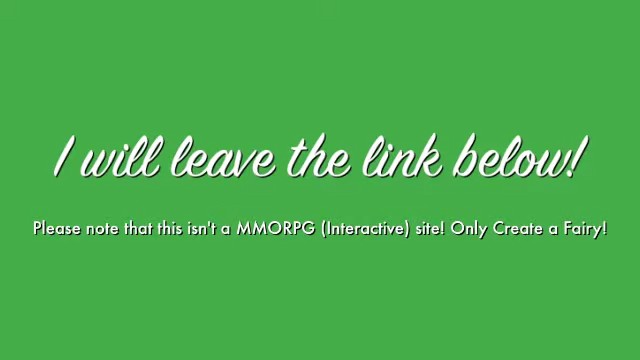 I will leave the link below!
Please note that this isn't a MMORPG (Interactive) site! Only Create a Fairy!